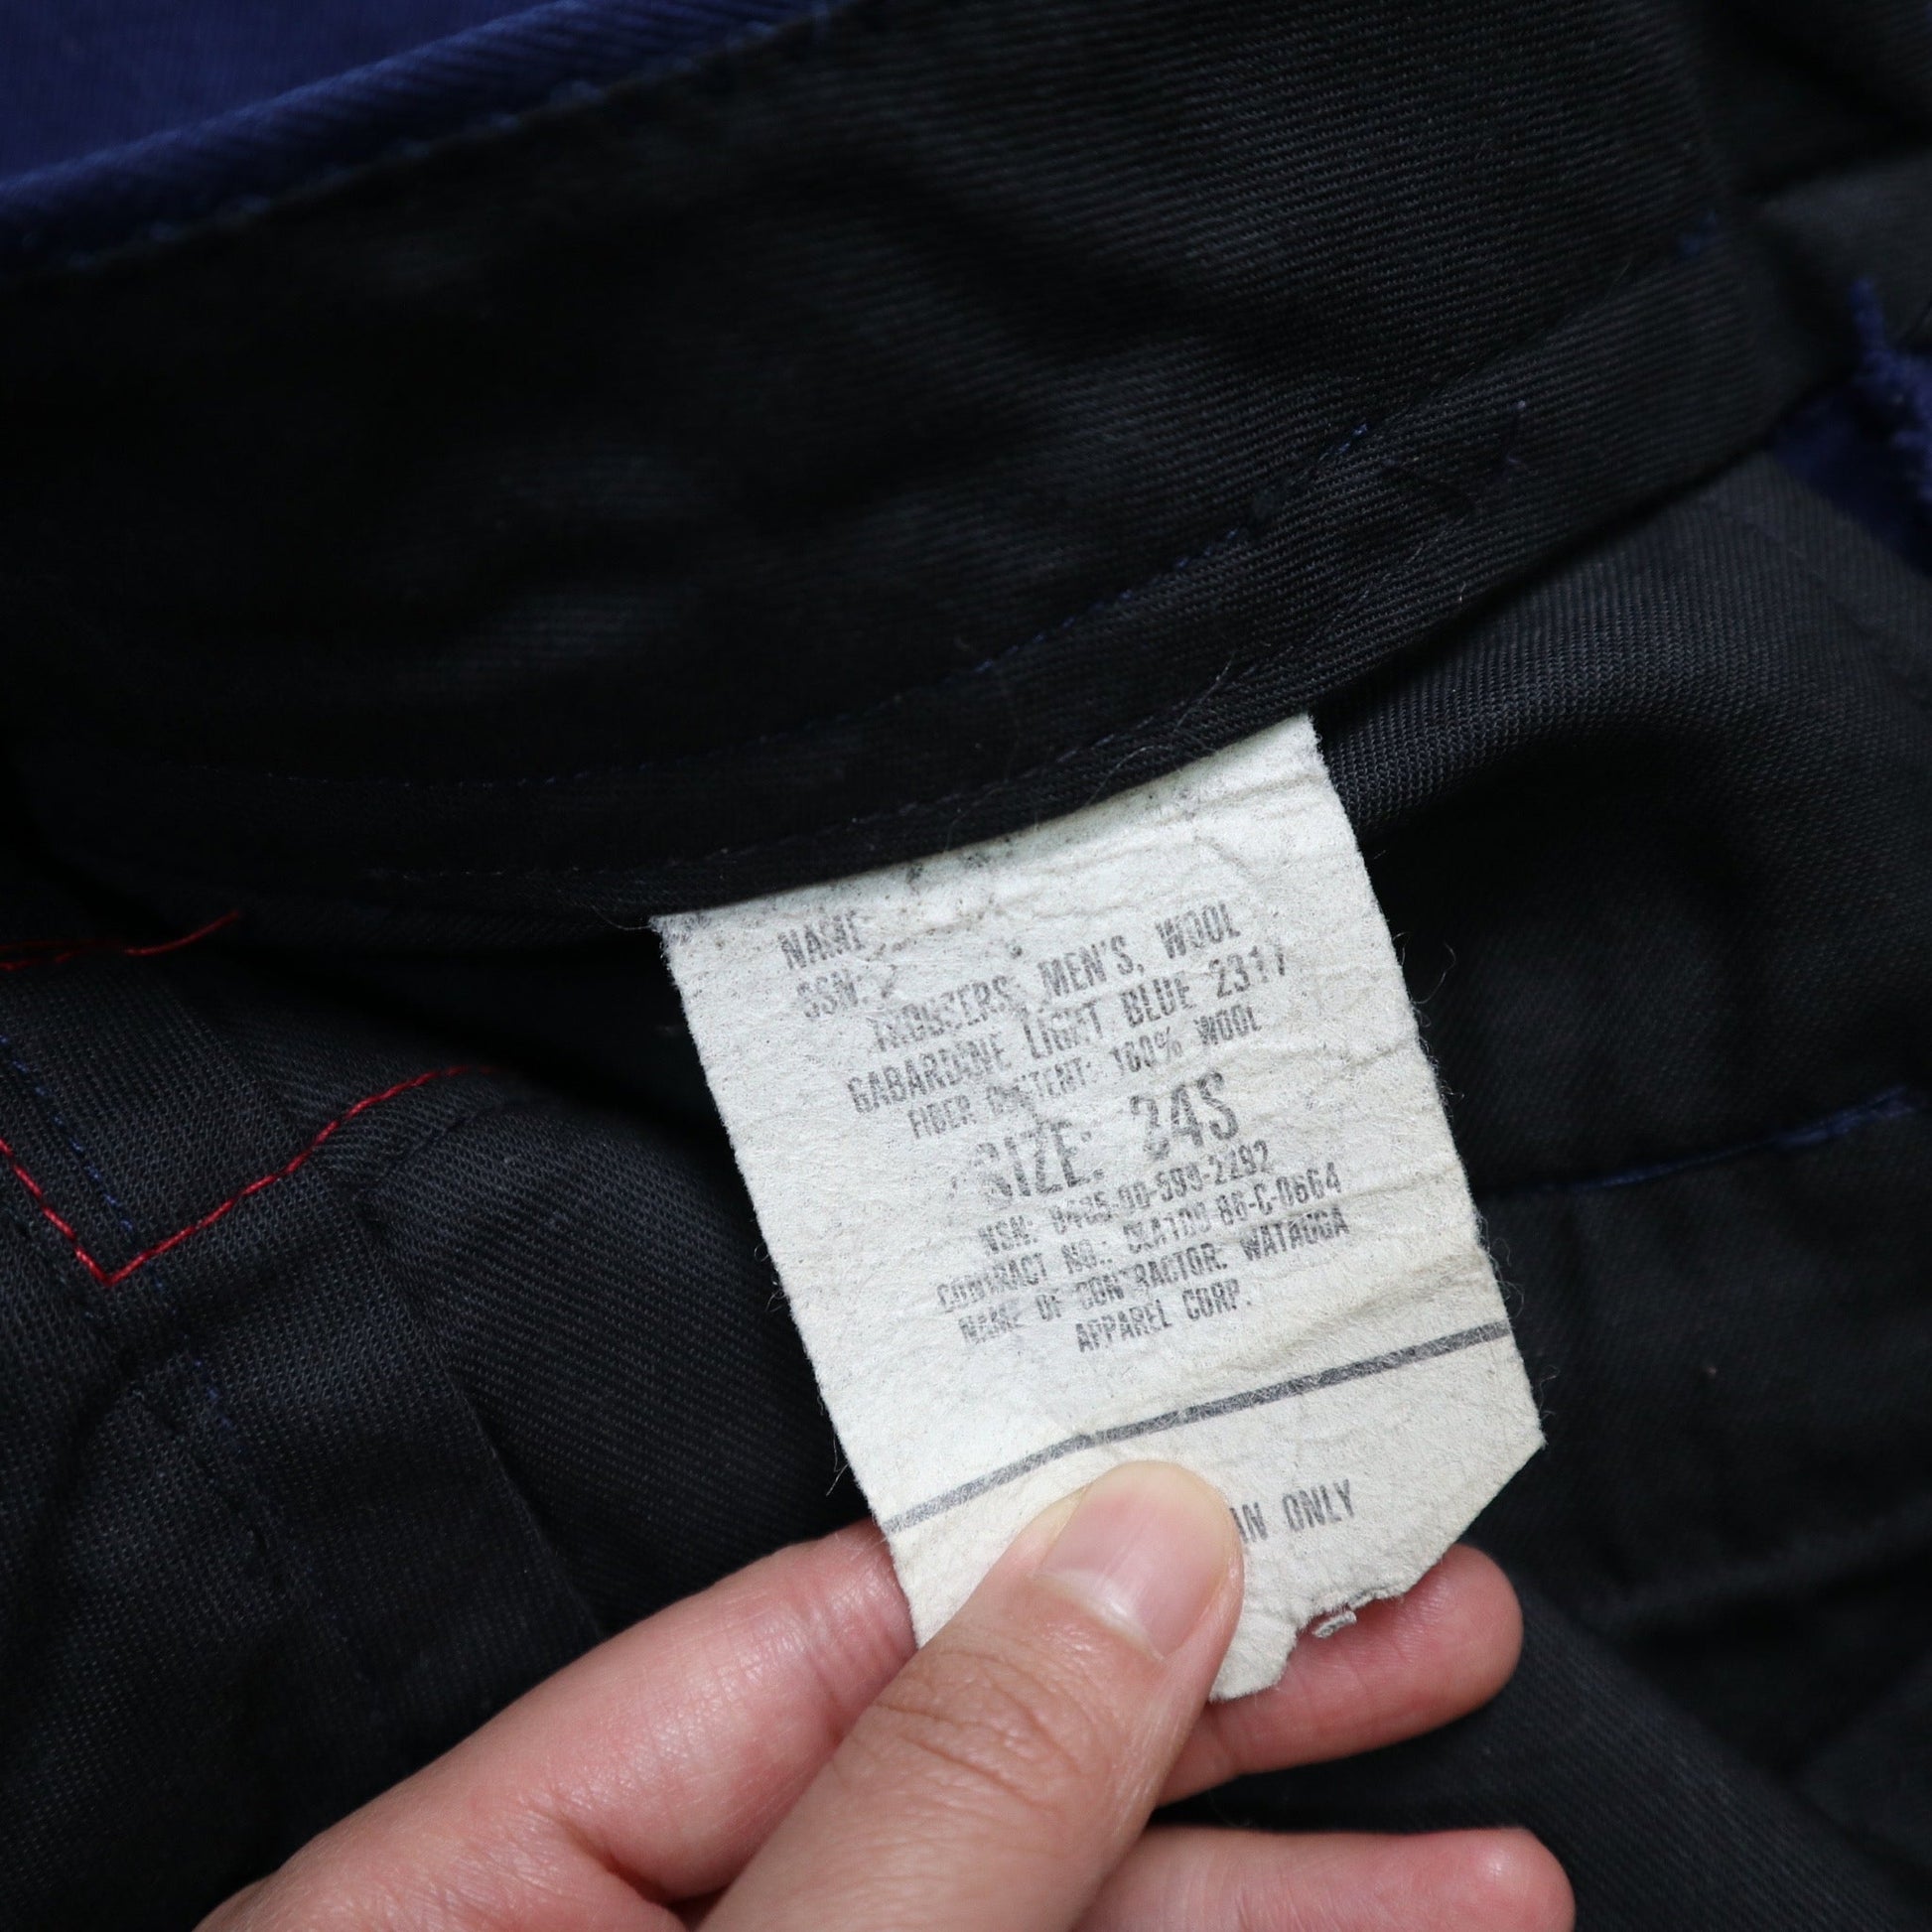 NAME
SSN:
TROUSERS, MEN'S, WOOL
GABARDINE LIGHT BLUE 2317
FIBER CONTENT: 100% WOOL
SIZE: 34S
NSN: 8405-00-599-2292
CONTRACT NO.: DLA100-86-C-0664
NAME OF CONTRACTOR: WATAUGA
APPAREL CORP.
ONLY